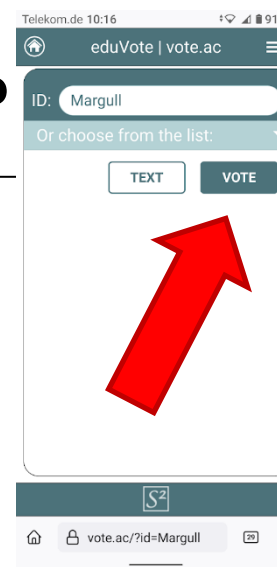 Telekom.de 10:16 91
eduVote | vote.ac
ID: Margull
Or choose from the list:
TEXT VOTE
S²
vote.ac/?id=Margull 29